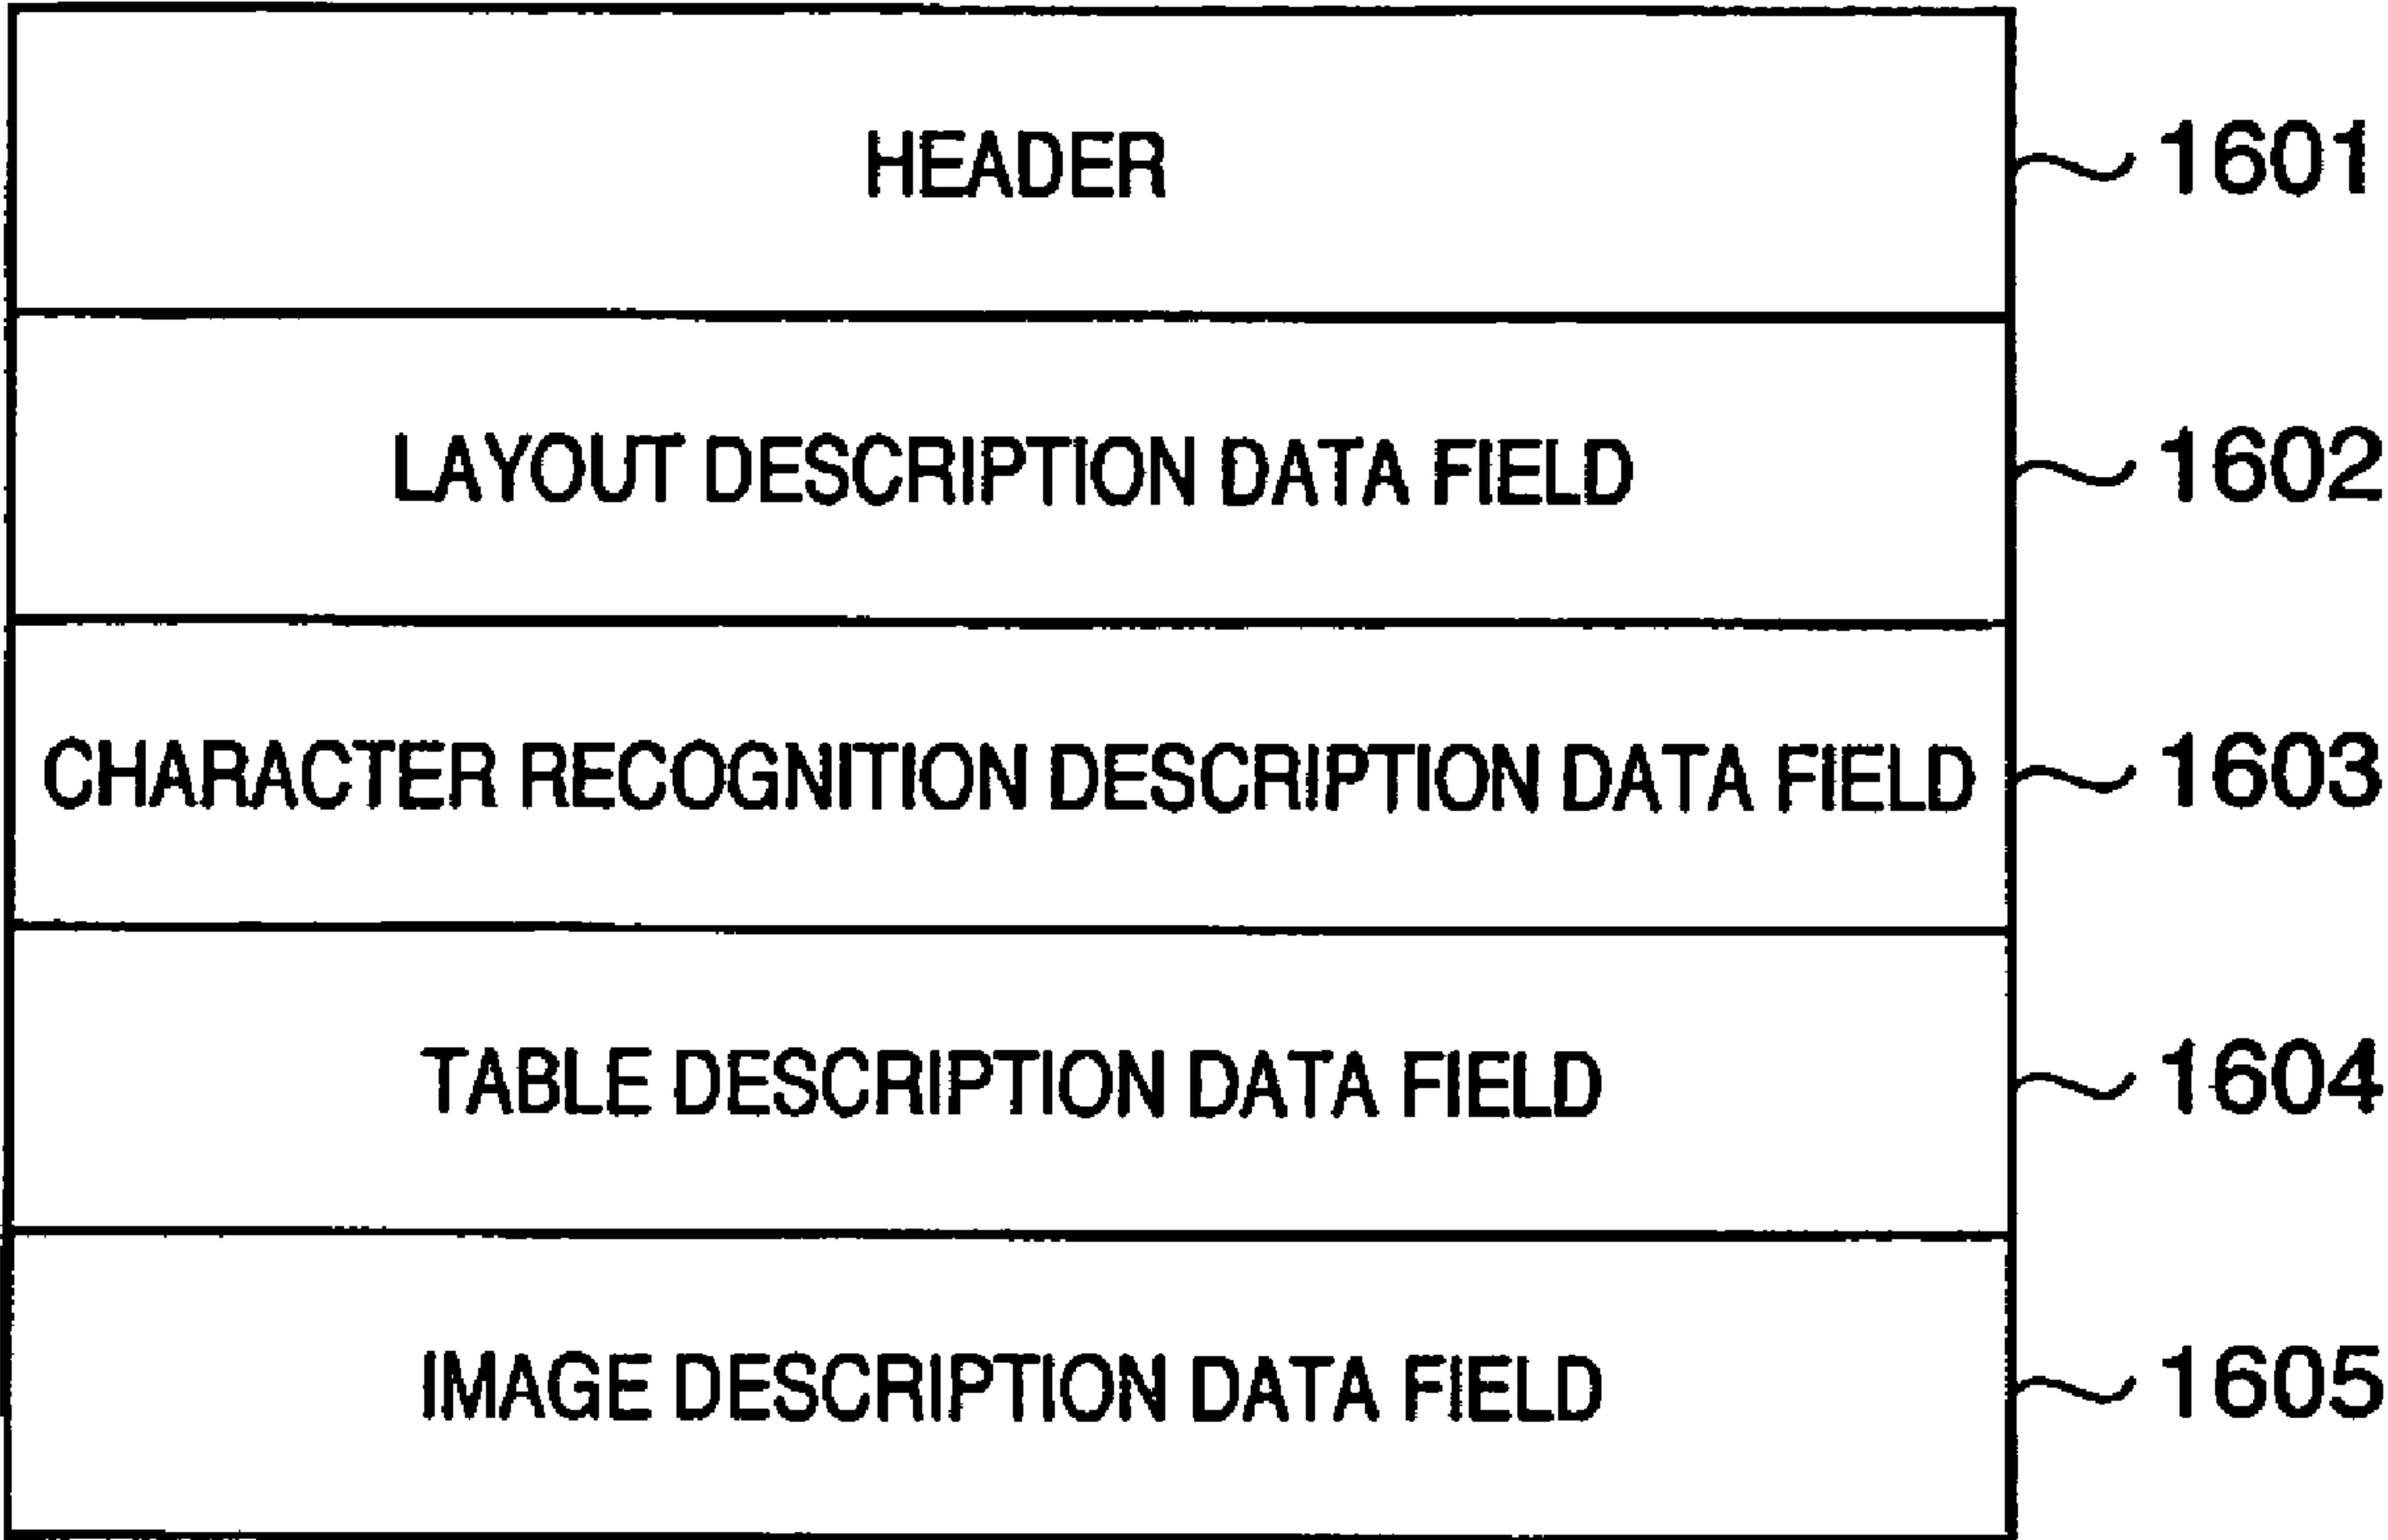 HEADER 1601
LAYOUT DESCRIPTION DATA FIELD 1602
CHARACTER RECOGNITION DESCRIPTION DATA FIELD 1603
TABLE DESCRIPTION DATA FIELD 1604
IMAGE DESCRIPTION DATA FIELD 1605